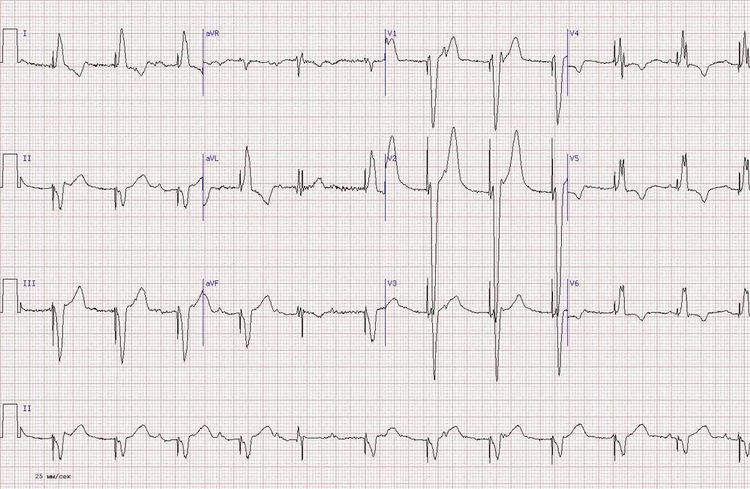 I aVR V1 V4
II aVL V2 V5
III aVF V3 V6
II
25 мм/сек